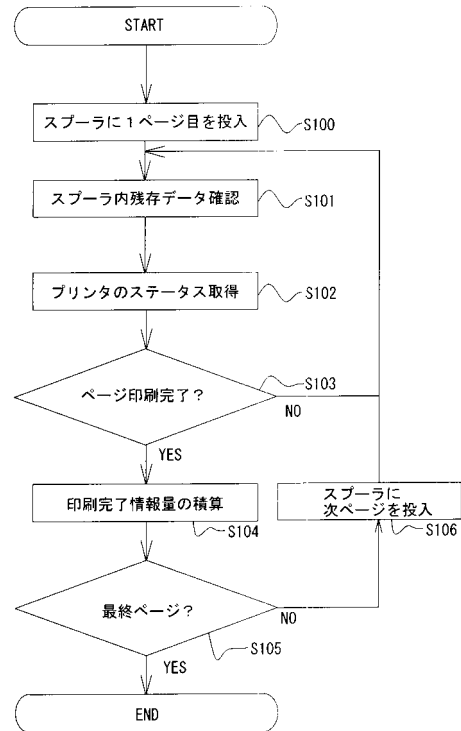 START
スプーラに1ページ目を投入
S100
スプーラ内残存データ確認
S101
プリンタのステータス取得
S102
ページ印刷完了?
S103
NO
YES
印刷完了情報量の積算
S104
スプーラに
次ページを投入
S106
最終ページ?
NO
S105
YES
END